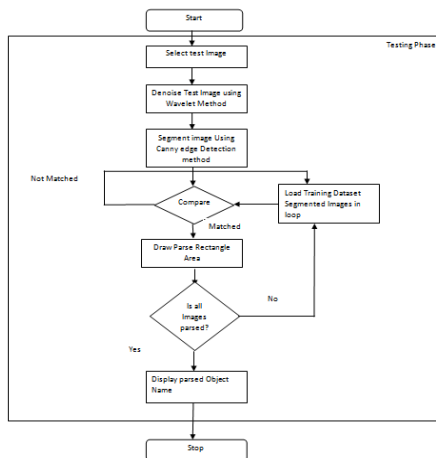 Start
Testing Phase
Select test Image
Denoise Test Image using
Wavelet Method
Segment image Using
Canny edge Detection
method
Not Matched
Compare
Load Training Dataset
Segmented Images in
loop
Matched
Draw Parse Rectangle
Area
Is all
Images
parsed?
No
Yes
Display parsed Object
Name
Stop